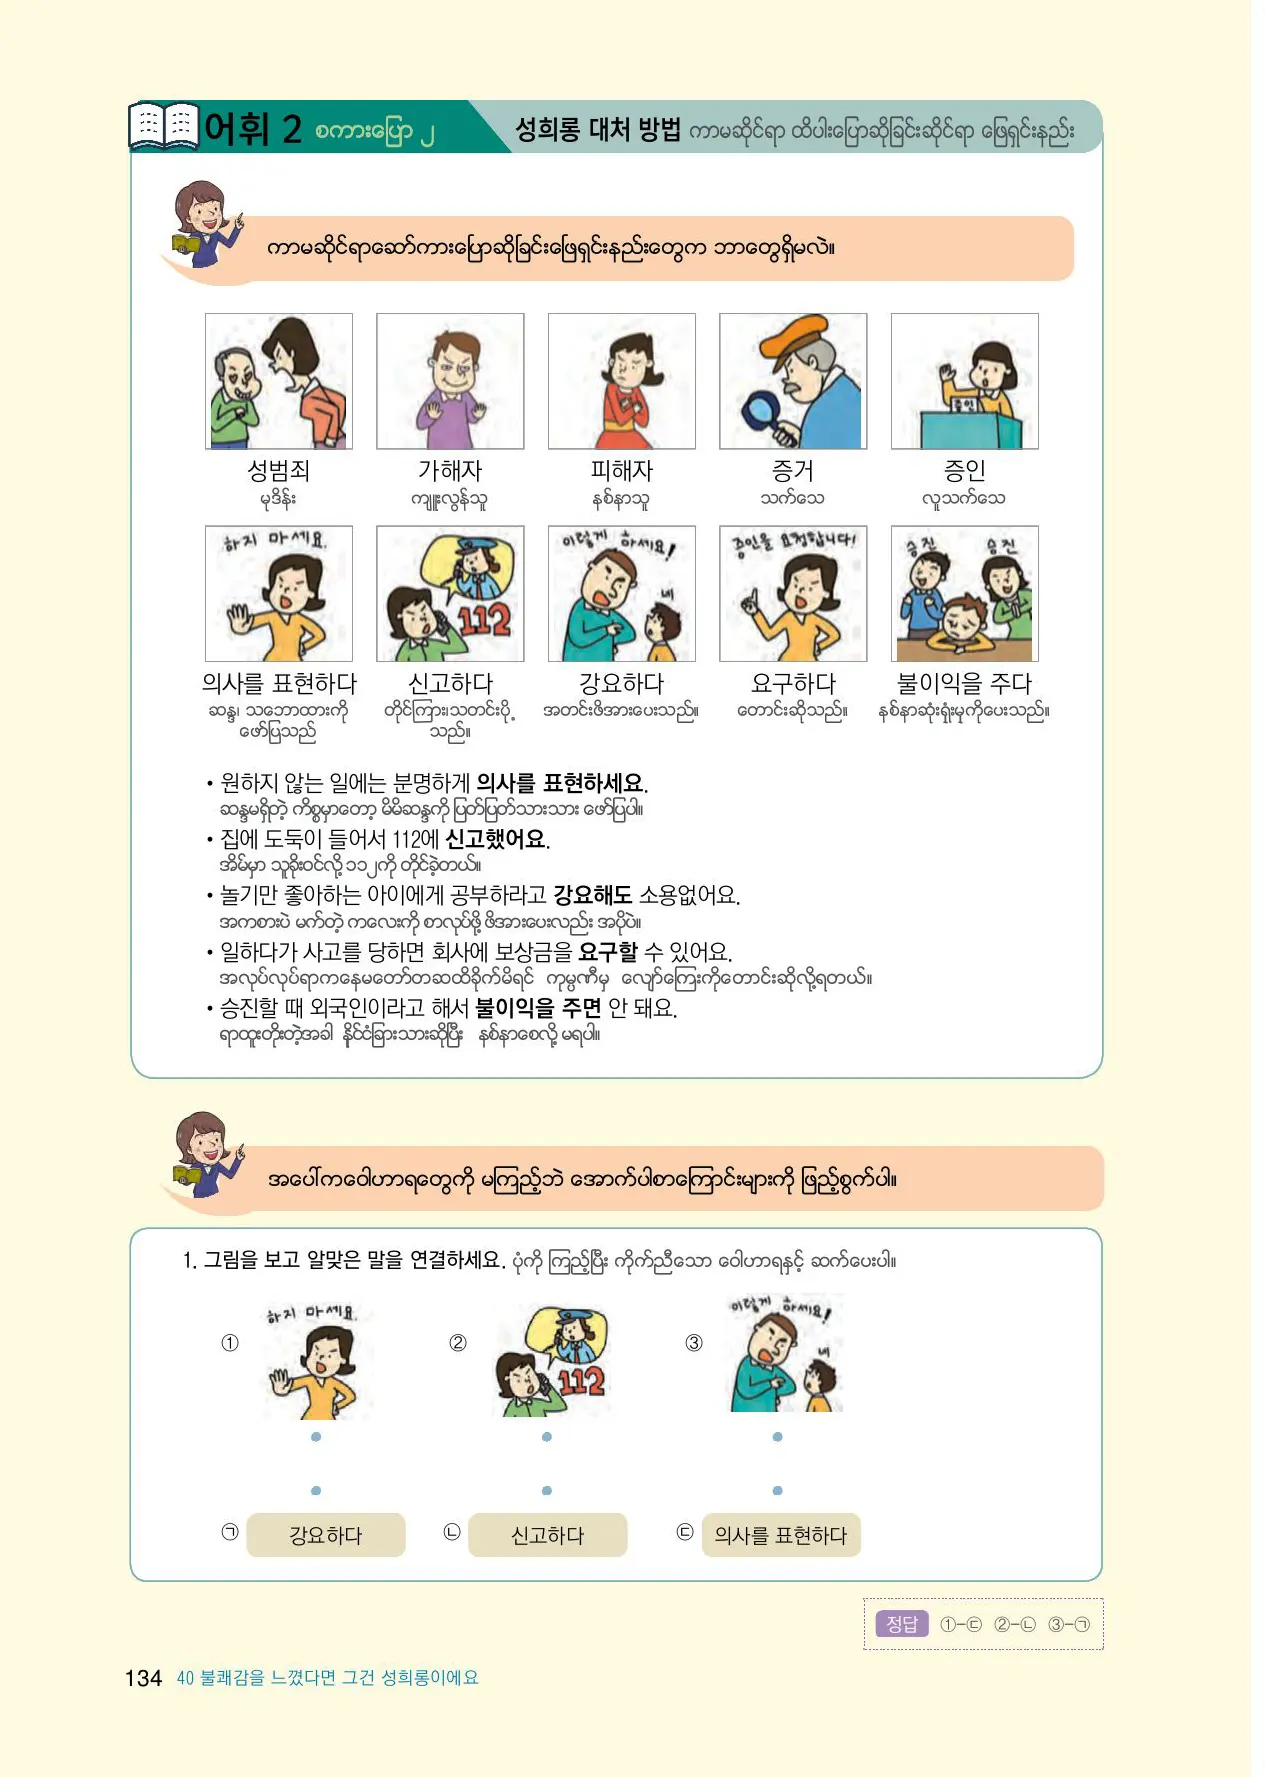 어휘 2 စကားပြော ၂
성희롱 대처 방법 ကာမဆိုင်ရာ ထိပါးပြောဆိုခြင်းဆိုင်ရာ ဖြေရှင်းနည်း
ကာမဆိုင်ရာဆော်ကားပြောဆိုခြင်းဖြေရှင်းနည်းတွေက ဘာတွေရှိမလဲ။
증인
성범죄 가해자 피해자 증거 증인
မုဒိန်း ကျူးလွန်သူ နစ်နာသူ သက်သေ လူသက်သေ
하지 마세요. 이렇게 하세요! 증인을 요청합니다! 승진 승진
네
112
의사를 표현하다 신고하다 강요하다 요구하다 불이익을 주다
ဆန္ဒ၊ သဘောထားကို တိုင်ကြား၊သတင်းပို့ အတင်းဖိအားပေးသည်။ တောင်းဆိုသည်။ နစ်နာဆုံးရှုံးမှုကိုပေးသည်။
ဖော်ပြသည် သည်။
• 원하지 않는 일에는 분명하게 의사를 표현하세요.
ဆန္ဒမရှိတဲ့ ကိစ္စမှာတော့ မိမိဆန္ဒကို ပြတ်ပြတ်သားသား ဖော်ပြပါ။
• 집에 도둑이 들어서 112에 신고했어요.
အိမ်မှာ သူခိုးဝင်လို့ ၁၁၂ကို တိုင်ခဲ့တယ်။
• 놀기만 좋아하는 아이에게 공부하라고 강요해도 소용없어요.
အကစားပဲ မက်တဲ့ ကလေးကို စာလုပ်ဖို့ ဖိအားပေးလည်း အပိုပဲ။
• 일하다가 사고를 당하면 회사에 보상금을 요구할 수 있어요.
အလုပ်လုပ်ရာကနေမတော်တဆထိခိုက်မိရင် ကုမ္ပဏီမှ လျော်ကြေးကိုတောင်းဆိုလို့ရတယ်။
• 승진할 때 외국인이라고 해서 불이익을 주면 안 돼요.
ရာထူးတိုးတဲ့အခါ နိုင်ငံခြားသားဆိုပြီး နစ်နာစေလို့ မရပါ။
အပေါ်ကဝေါဟာရတွေကို မကြည့်ဘဲ အောက်ပါစာကြောင်းများကို ဖြည့်စွက်ပါ။
1. 그림을 보고 알맞은 말을 연결하세요. ပုံကို ကြည့်ပြီး ကိုက်ညီသော ဝေါဟာရနှင့် ဆက်ပေးပါ။
하지 마세요. 이렇게 하세요!
① ② ③
네
112
㉠ 강요하다 ㉡ 신고하다 ㉢ 의사를 표현하다
정답 ①-㉢ ②-㉡ ③-㉠
134 40 불쾌감을 느꼈다면 그건 성희롱이에요